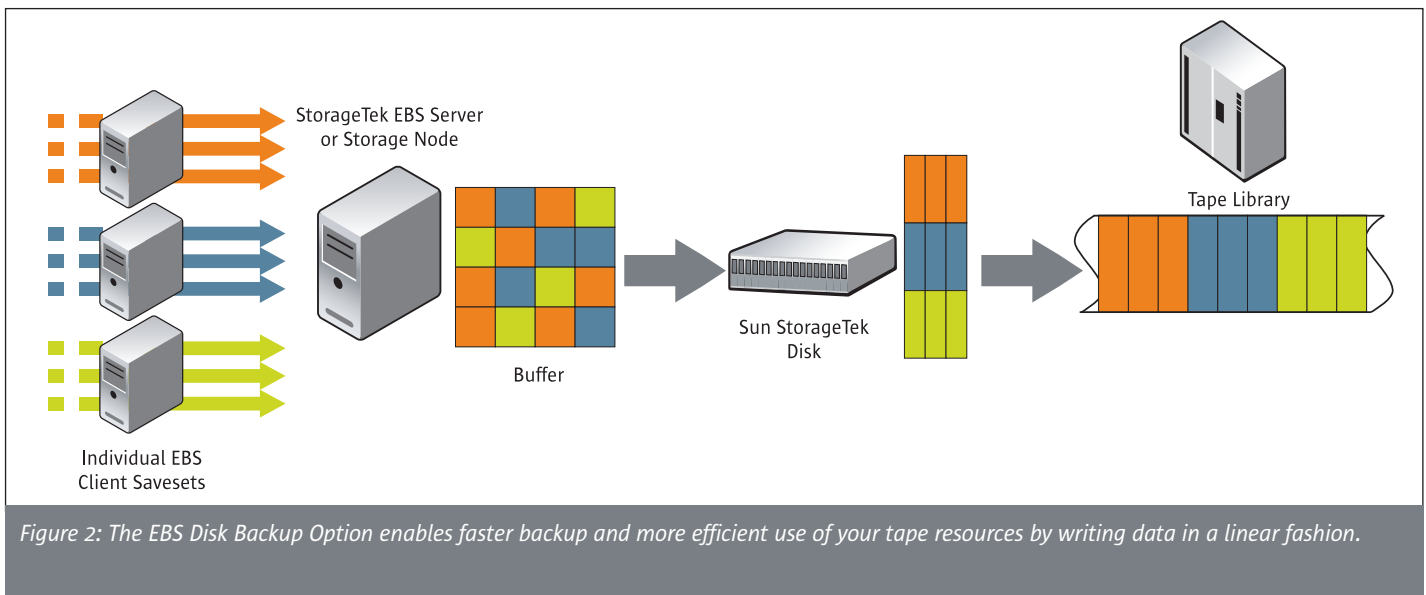 StorageTek EBS Server
or Storage Node
Tape Library
Sun StorageTek
Disk
Buffer
Individual EBS
Client Savesets
Figure 2: The EBS Disk Backup Option enables faster backup and more efficient use of your tape resources by writing data in a linear fashion.